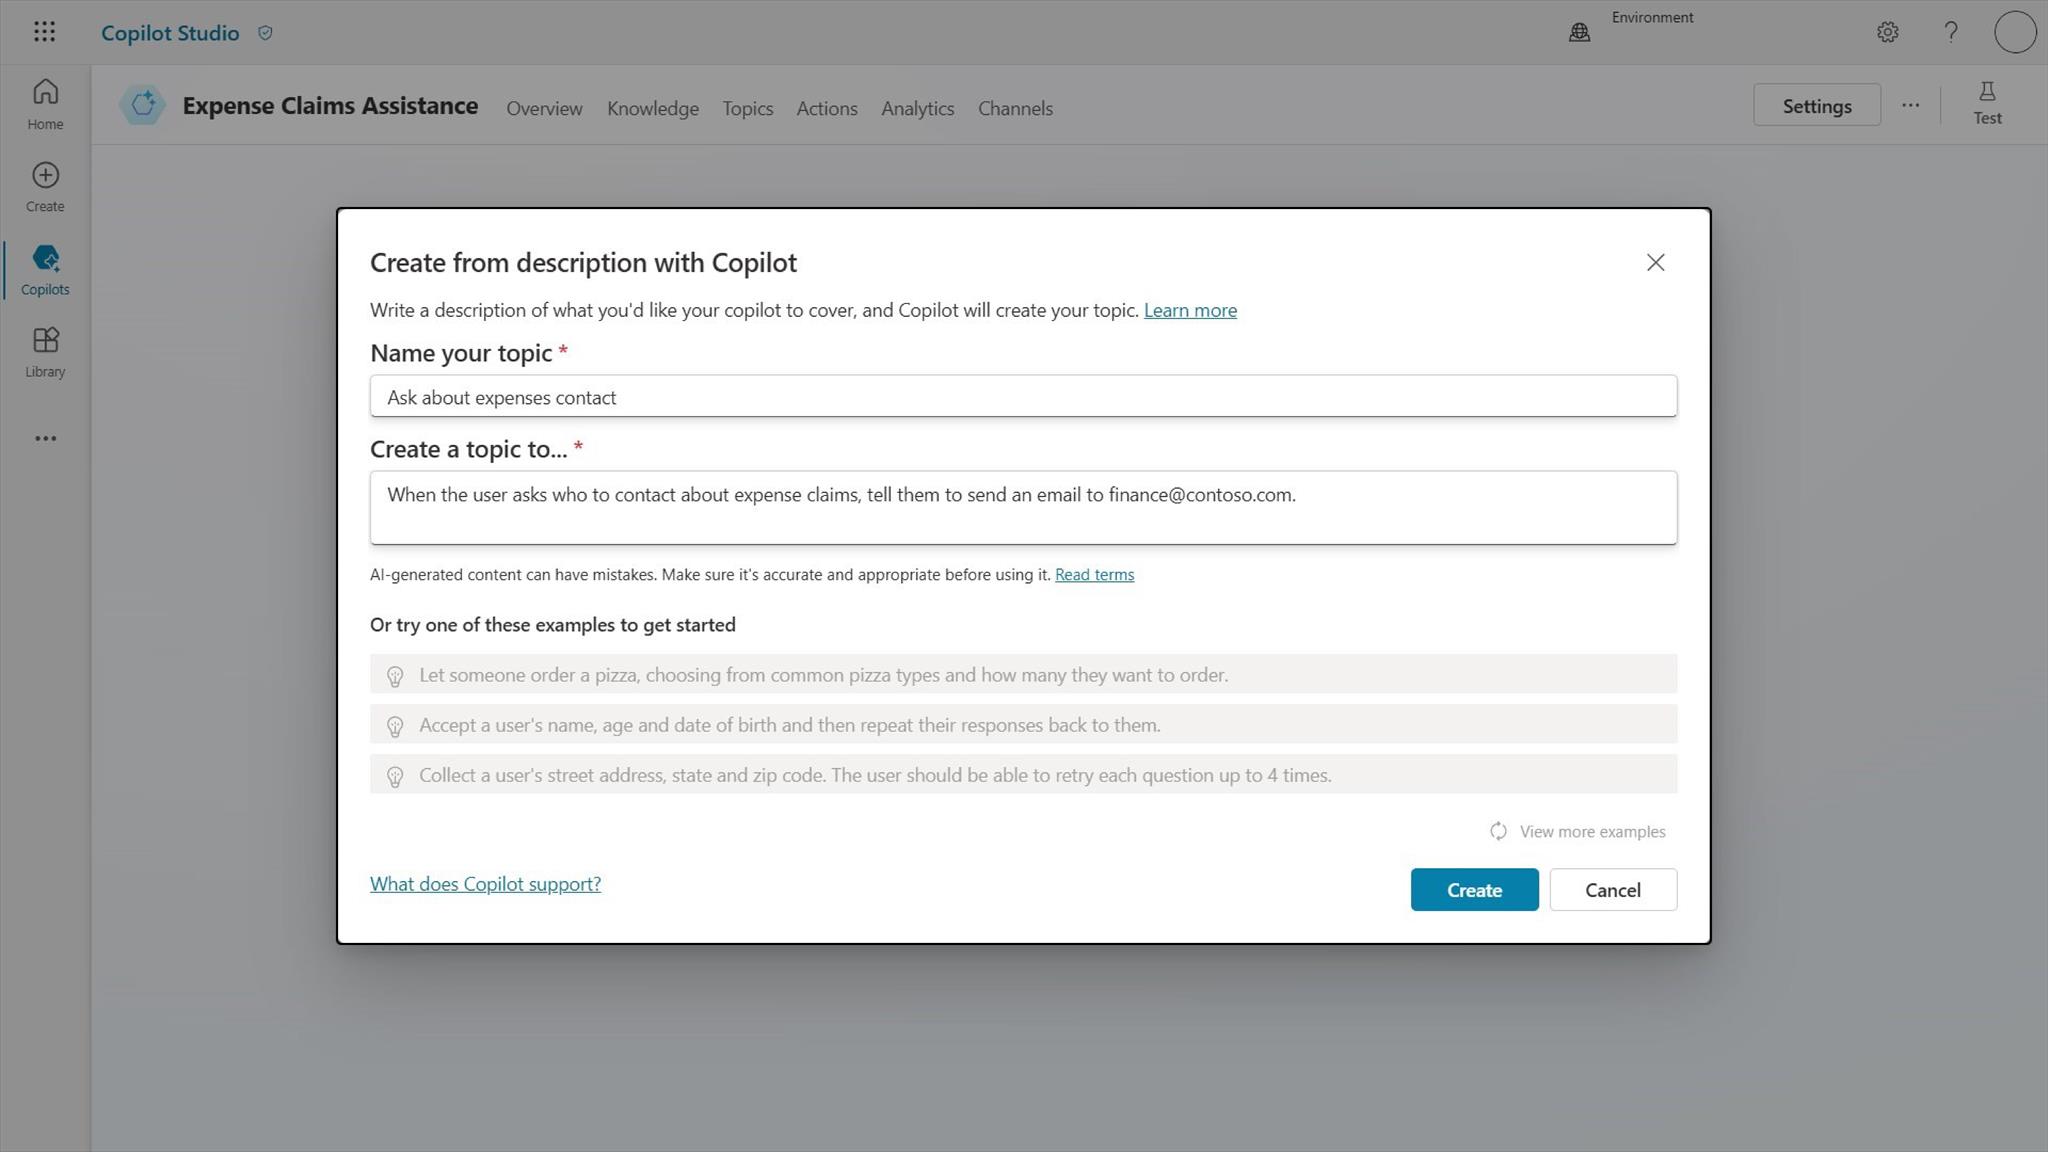 Copilot Studio
Environment
Home
Create
Copilots
Library
Expense Claims Assistance
Overview
Knowledge
Topics
Actions
Analytics
Channels
Settings
Test
Create from description with Copilot
Write a description of what you'd like your copilot to cover, and Copilot will create your topic. Learn more
Name your topic *
Ask about expenses contact
Create a topic to... *
When the user asks who to contact about expense claims, tell them to send an email to finance@contoso.com.
AI-generated content can have mistakes. Make sure it's accurate and appropriate before using it. Read terms
Or try one of these examples to get started
Let someone order a pizza, choosing from common pizza types and how many they want to order.
Accept a user's name, age and date of birth and then repeat their responses back to them.
Collect a user's street address, state and zip code. The user should be able to retry each question up to 4 times.
View more examples
What does Copilot support?
Create
Cancel